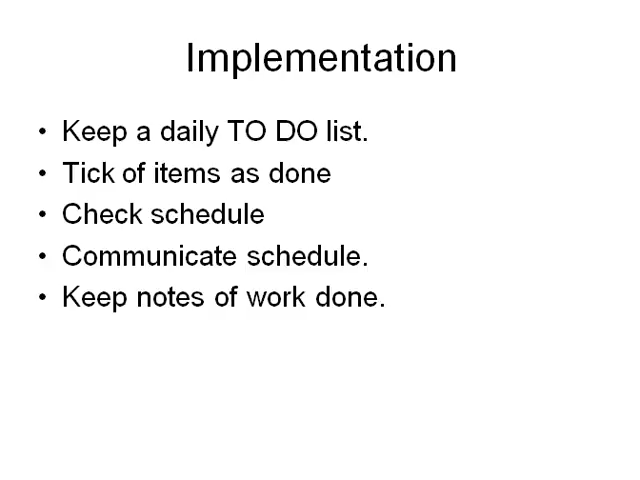 Implementation
• Keep a daily TO DO list.
• Tick of items as done
• Check schedule
• Communicate schedule.
• Keep notes of work done.